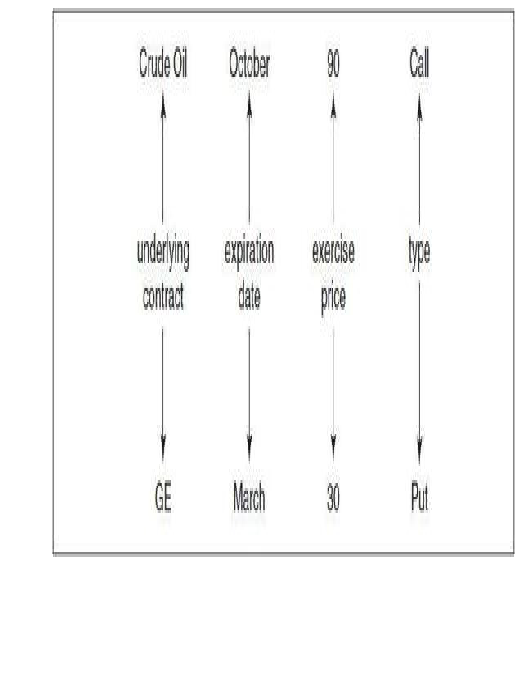 Crude Oil October 90 Call
underlying expiration exercise type
contract date price
GE March 30 Put